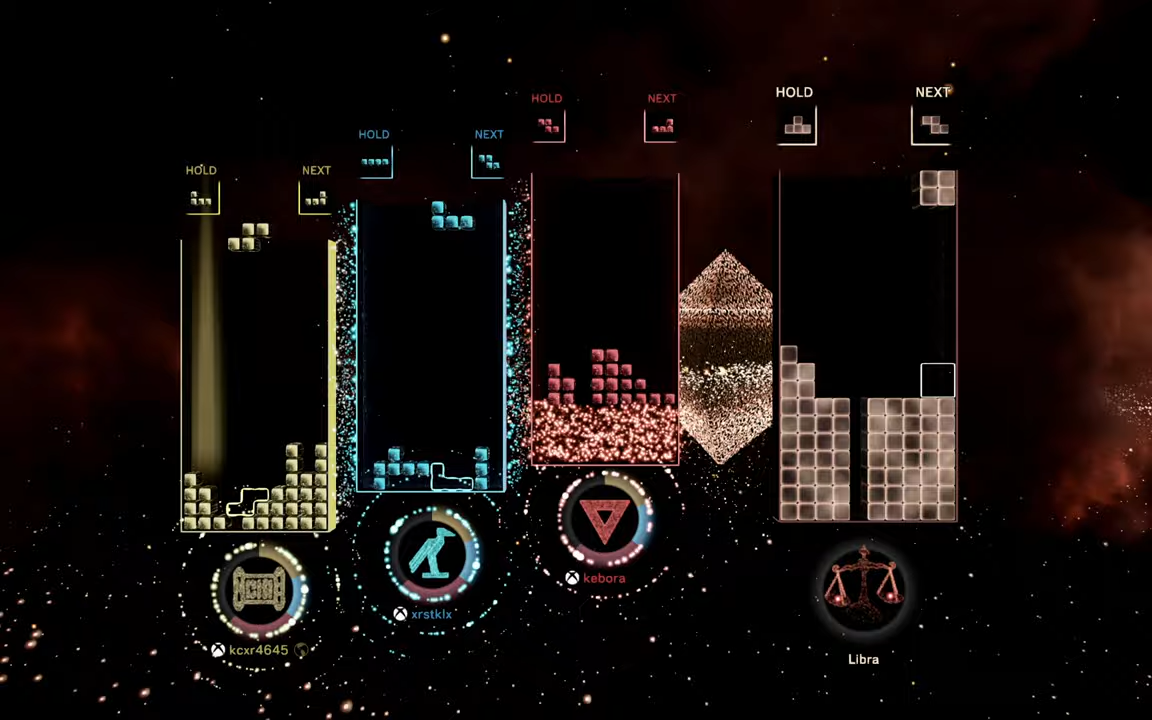 HOLD
NEXT
HOLD
NEXT
HOLD
NEXT
HOLD
NEXT
kebora
xrstklx
kcxr4645
Libra